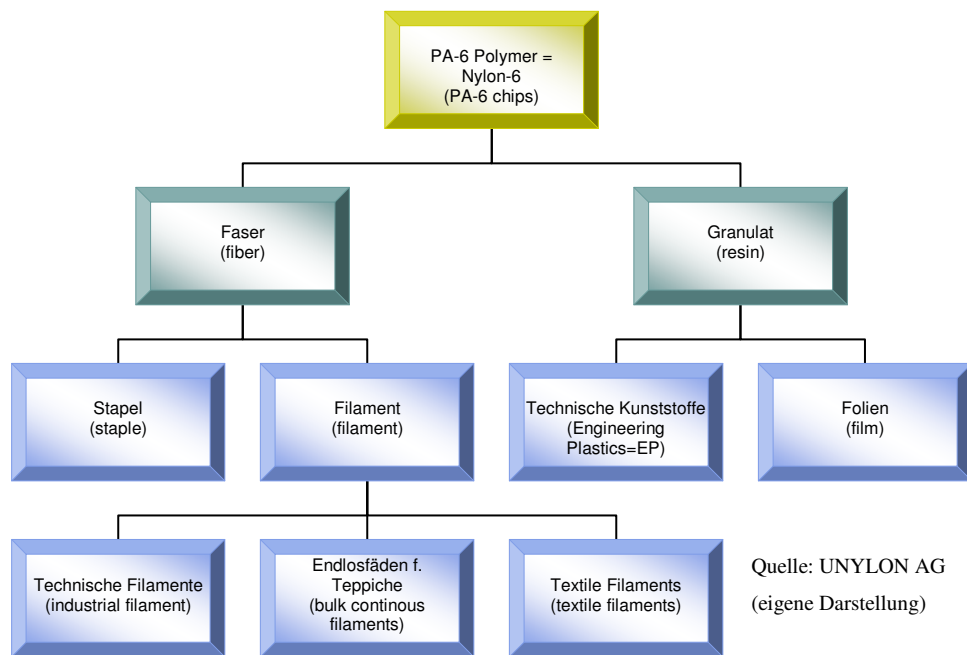 PA-6 Polymer =
Nylon-6
(PA-6 chips)
Faser
(fiber)
Granulat
(resin)
Stapel
(staple)
Filament
(filament)
Technische Kunststoffe
(Engineering
Plastics=EP)
Folien
(film)
Technische Filamente
(industrial filament)
Endlosfäden f.
Teppiche
(bulk continous
filaments)
Textile Filaments
(textile filaments)
Quelle: UNYLON AG
(eigene Darstellung)